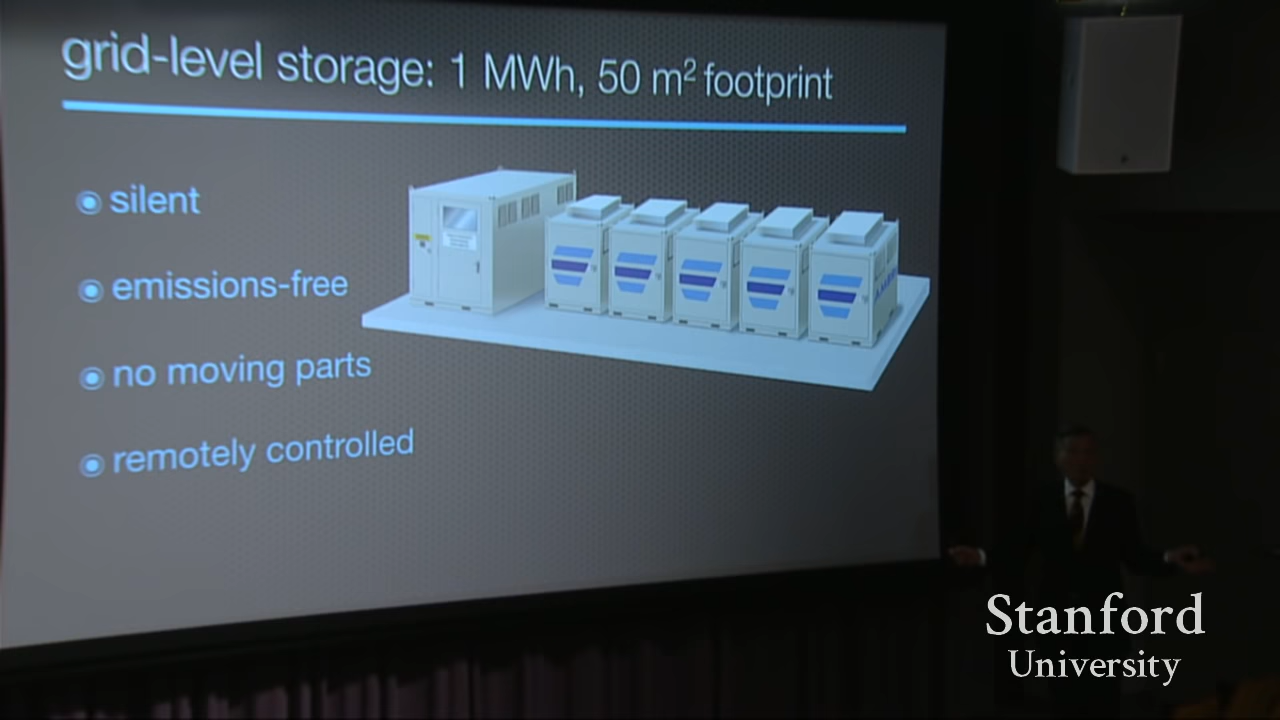 grid-level storage: 1 MWh, 50 m² footprint
silent
emissions-free
no moving parts
remotely controlled
Stanford
University